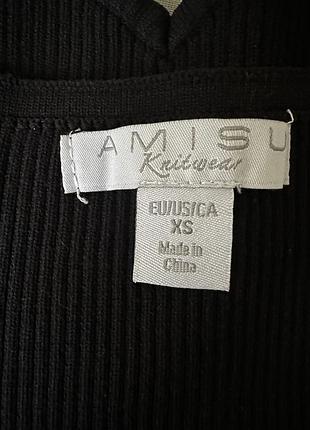 AMISU
Knitwear
EU/US/CA
XS
Made in
China